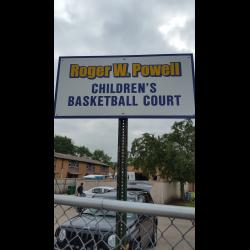 Roger W. Powell
CHILDREN'S
BASKETBALL COURT